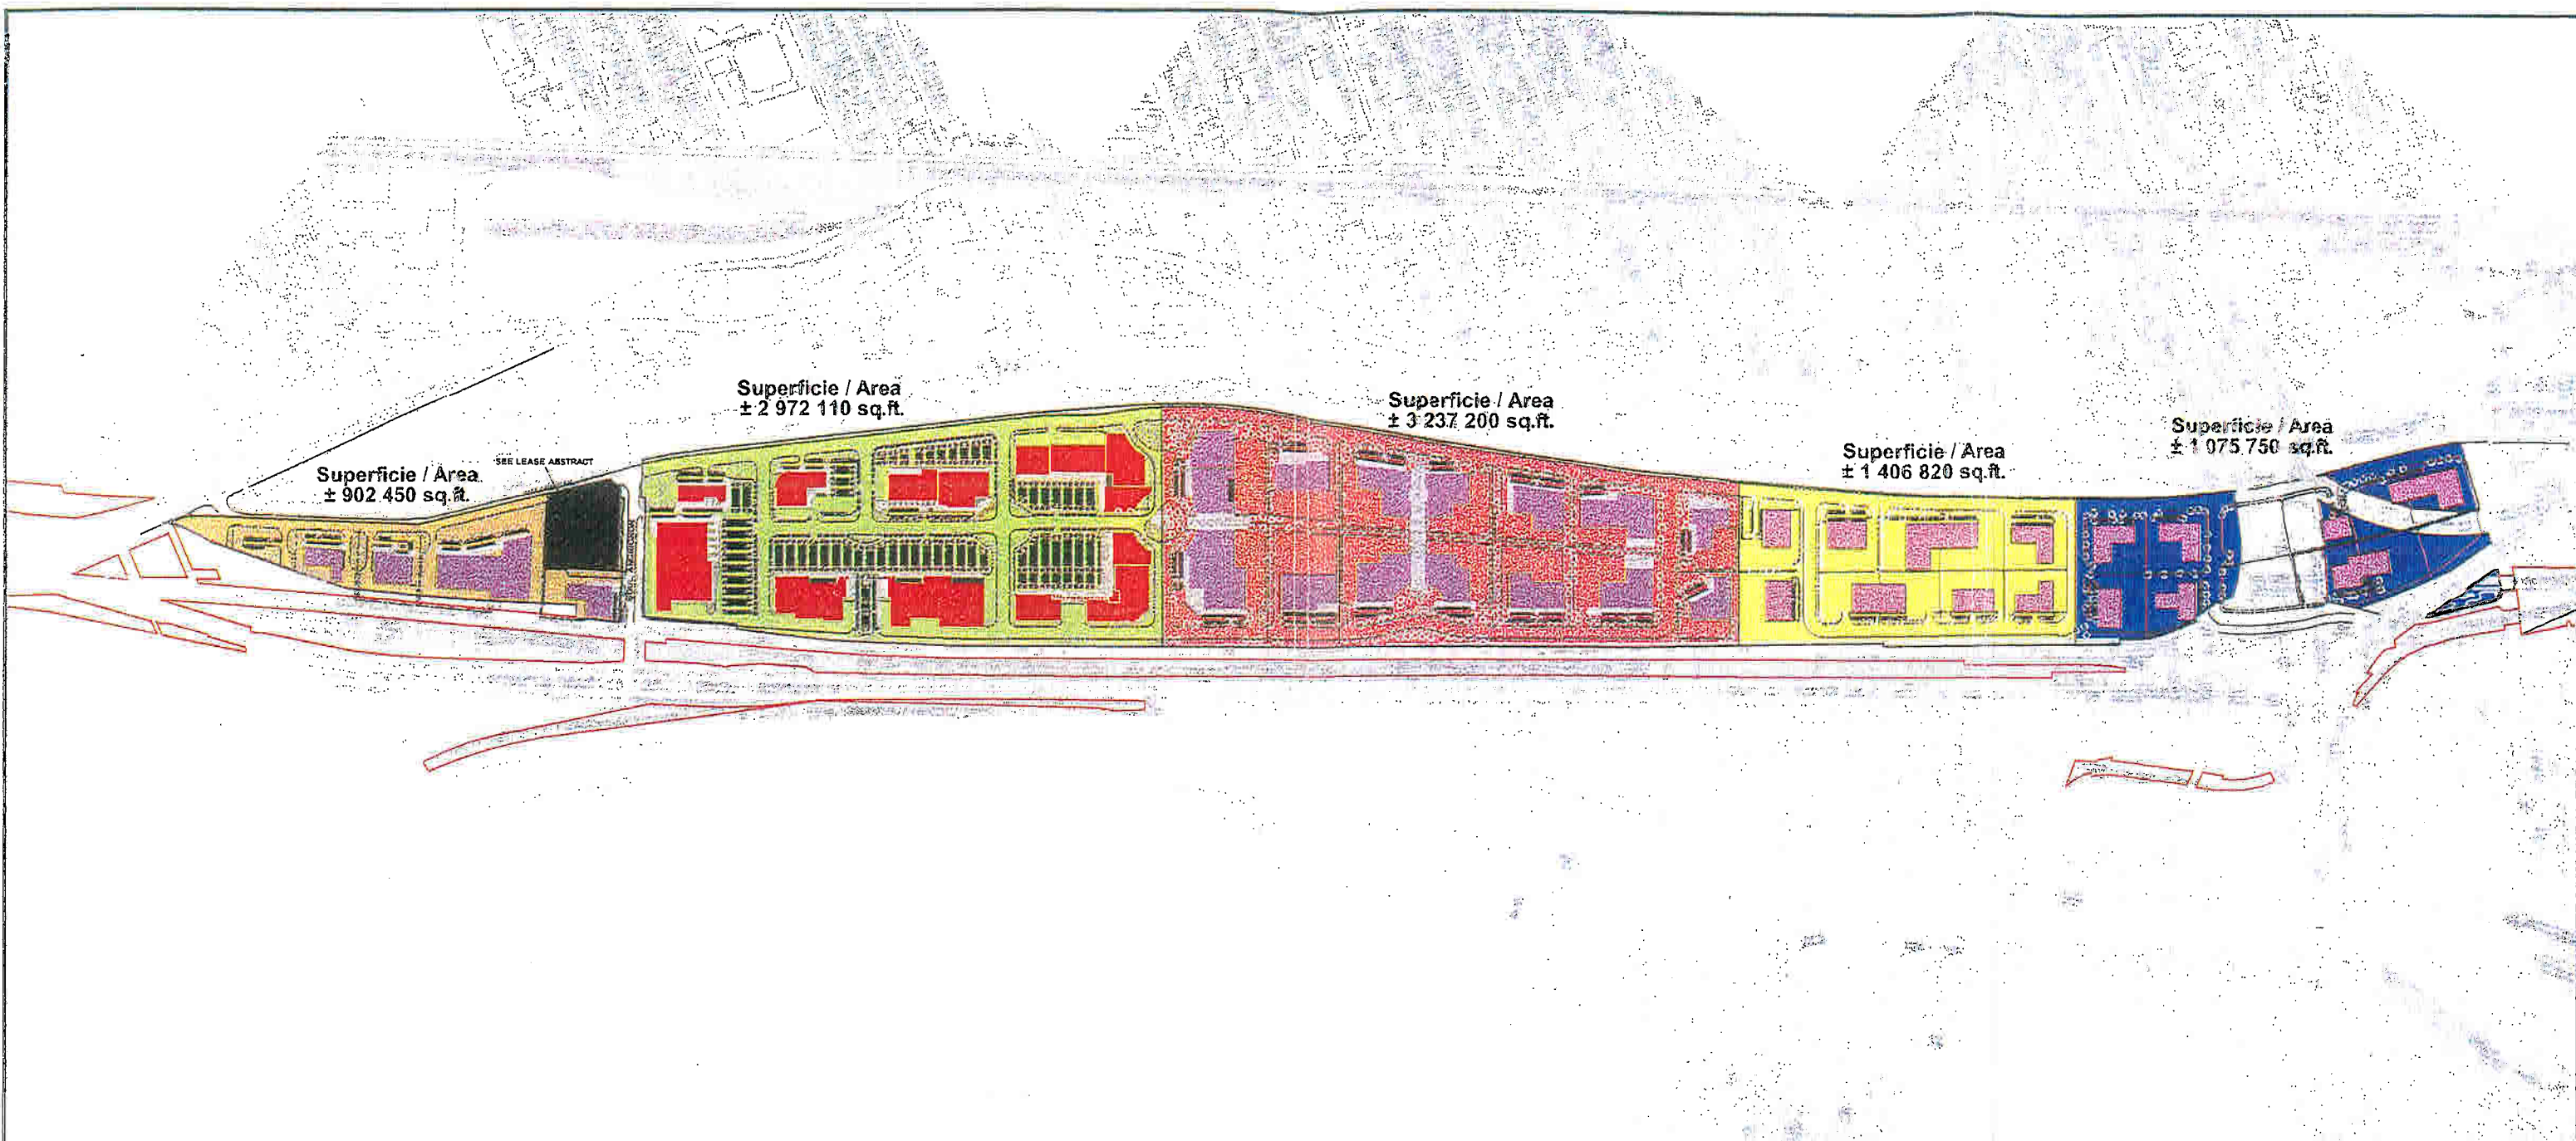 Superficie / Area
± 902 450 sq.ft.
SEE LEASE ABSTRACT
Superficie / Area
± 2 972 110 sq.ft.
Superficie / Area
± 3 237 200 sq.ft.
Superficie / Area
± 1 406 820 sq.ft.
Superficie / Area
± 1 075 750 sq.ft.